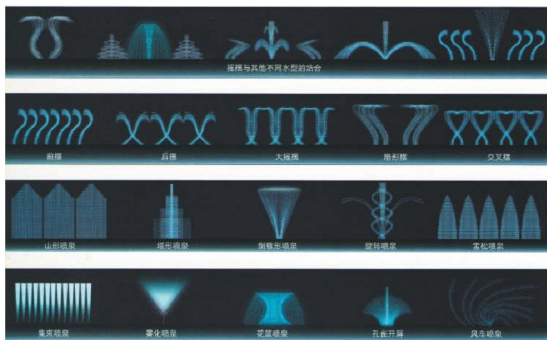 摇摆与其他不同水型的结合
前摆
后摆
大摇摆
扇形摆
交叉摆
山形喷泉
塔形喷泉
倒锥形喷泉
旋转喷泉
雪松喷泉
集束喷泉
雾化喷泉
花篮喷泉
孔雀开屏
风车喷泉